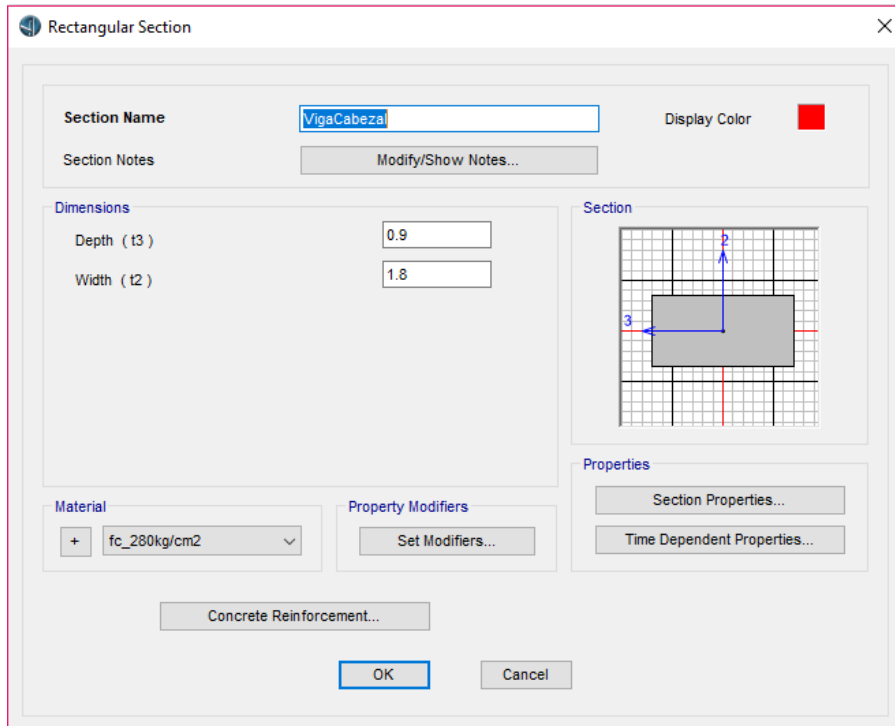 Rectangular Section
Section Name VigaCabezal Display Color
Section Notes Modify/Show Notes...
Dimensions
Depth ( t3 ) 0.9
Width ( t2 ) 1.8
Section
2
3
Properties
Section Properties...
Time Dependent Properties...
Material
+ fc_280kg/cm2
Property Modifiers
Set Modifiers...
Concrete Reinforcement...
OK Cancel